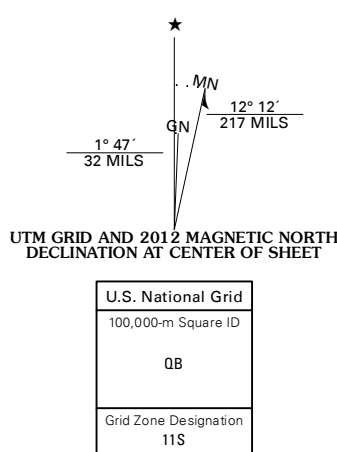 ★
MN
GN
12° 12´
217 MILS
1° 47´
32 MILS
UTM GRID AND 2012 MAGNETIC NORTH
DECLINATION AT CENTER OF SHEET
U.S. National Grid
100,000-m Square ID
QB
Grid Zone Designation
11S